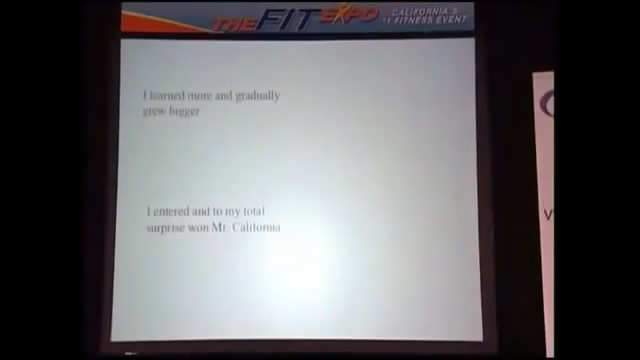 THE FIT EXPO
CALIFORNIA'S
#1 FITNESS EVENT
I learned more and gradually
grew bigger
I entered and to my total
surprise won Mr. California
V